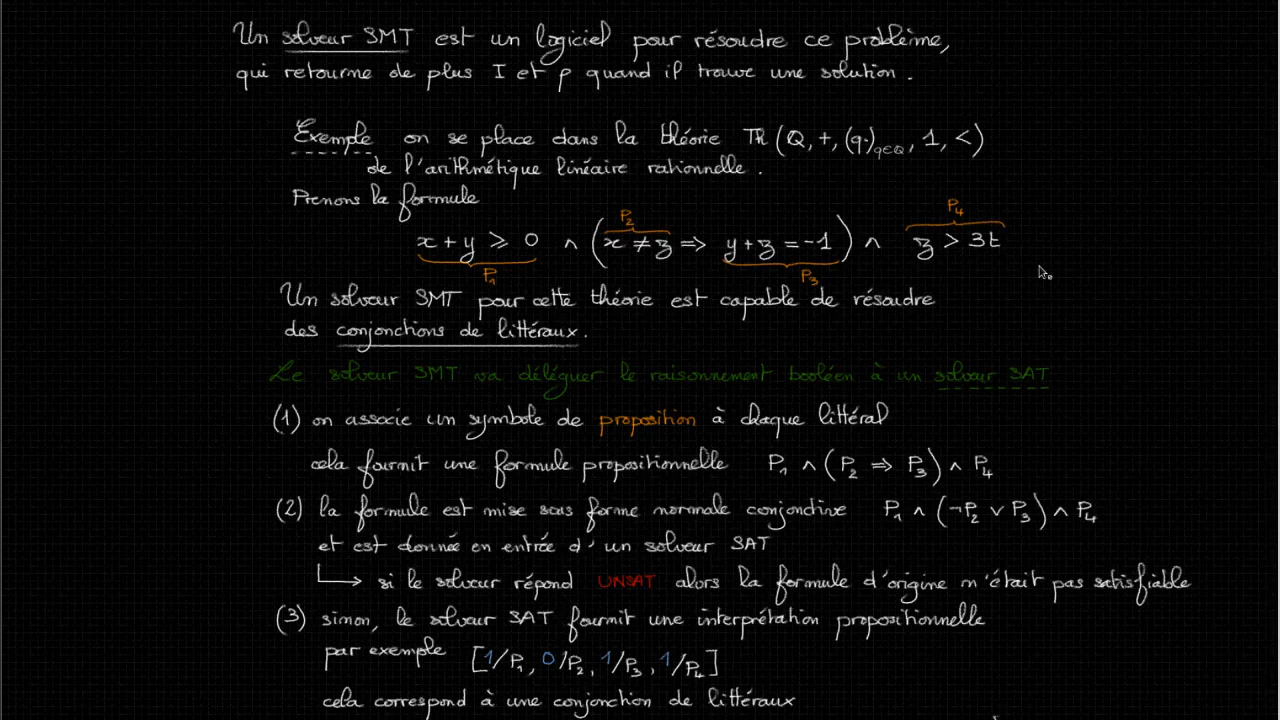 Un solveur SMT est un logiciel pour résoudre ce problème,
qui retourne de plus I et ρ quand il trouve une solution.
Exemple on se place dans la théorie Th (Q, +, (q.)q∈Q, 1, <)
de l'arithmétique linéaire rationnelle.
Prenons la formule
P2 P4
x + y ⩾ 0 ∧ (x ≠ z ⇒ y + z = -1) ∧ z > 3t
P1 P3
Un solveur SMT pour cette théorie est capable de résoudre
des conjonctions de littéraux.
Le solveur SMT va déléguer le raisonnement booléen à un solveur SAT
(1) on associe un symbole de proposition à chaque littéral
cela fournit une formule propositionnelle P1 ∧ (P2 ⇒ P3) ∧ P4
(2) la formule est mise sous forme normale conjonctive P1 ∧ (¬P2 ∨ P3) ∧ P4
et est donnée en entrée d'un solveur SAT
↳ si le solveur répond UNSAT alors la formule d'origine n'était pas satisfiable
(3) sinon, le solveur SAT fournit une interprétation propositionnelle
par exemple [1/P1, 0/P2, 1/P3, 1/P4]
cela correspond à une conjonction de littéraux